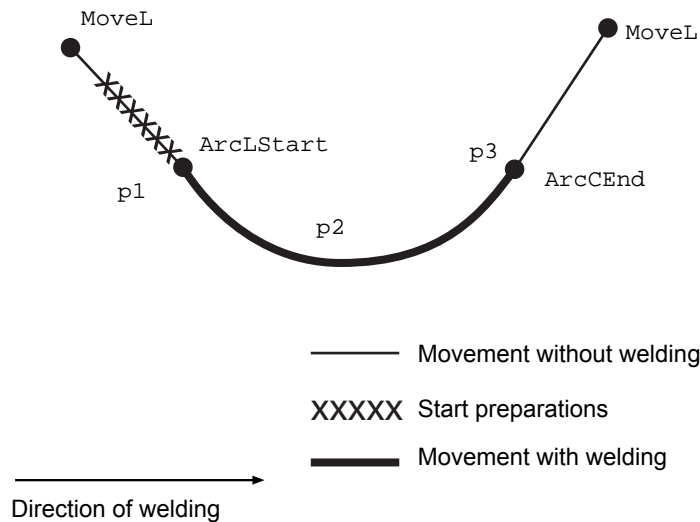 MoveL
MoveL
ArcLStart
p3
ArcCEnd
p1
p2
Movement without welding
XXXXX Start preparations
Movement with welding
Direction of welding